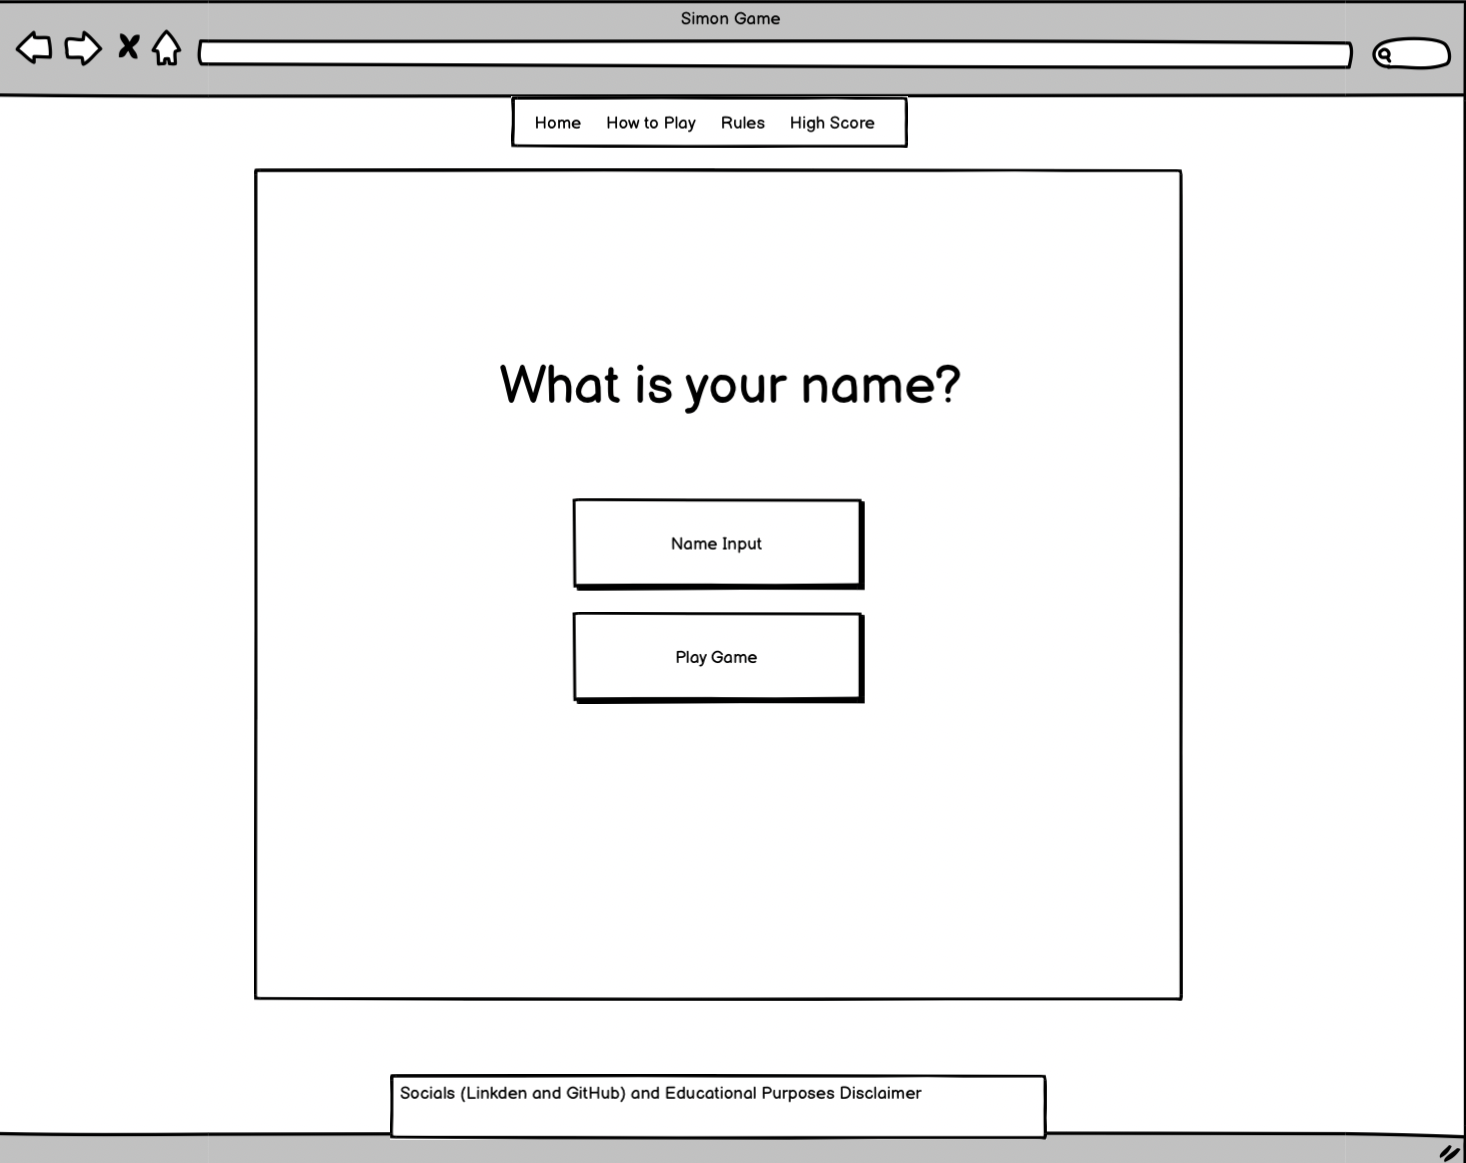 Simon Game
Home How to Play Rules High Score
What is your name?
Name Input
Play Game
Socials (Linkden and GitHub) and Educational Purposes Disclaimer